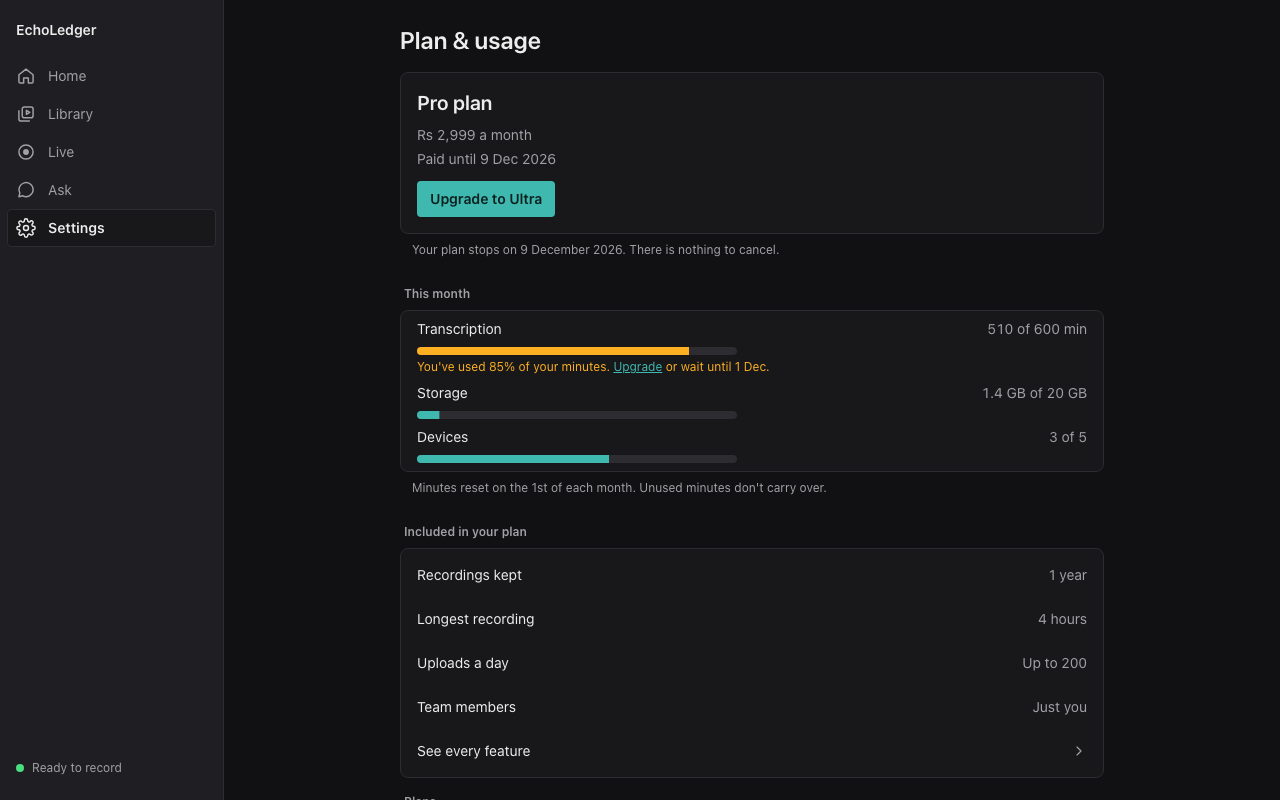 EchoLedger
Home
Library
Live
Ask
Settings
Ready to record
Plan & usage
Pro plan
Rs 2,999 a month
Paid until 9 Dec 2026
Upgrade to Ultra
Your plan stops on 9 December 2026. There is nothing to cancel.
This month
Transcription 510 of 600 min
You've used 85% of your minutes. Upgrade or wait until 1 Dec.
Storage 1.4 GB of 20 GB
Devices 3 of 5
Minutes reset on the 1st of each month. Unused minutes don't carry over.
Included in your plan
Recordings kept 1 year
Longest recording 4 hours
Uploads a day Up to 200
Team members Just you
See every feature